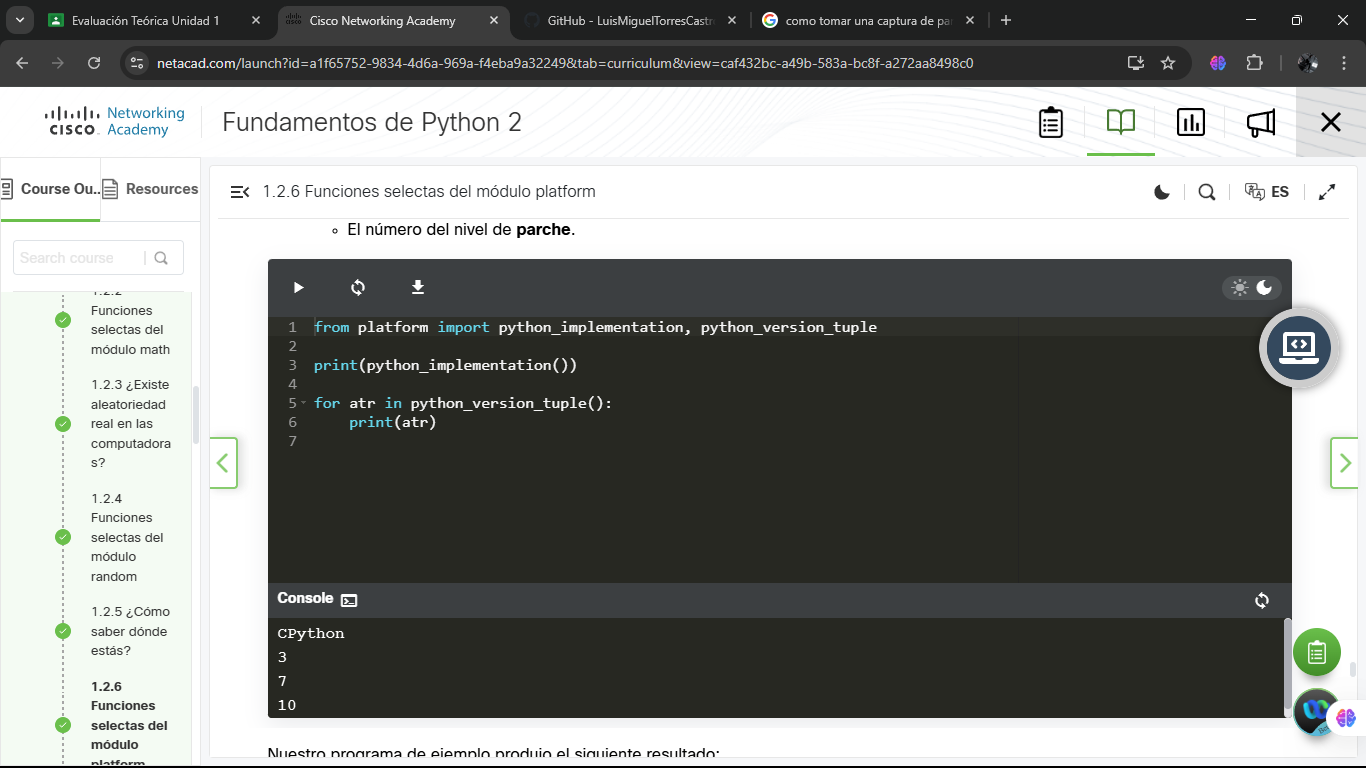 Evaluación Teórica Unidad 1
Cisco Networking Academy
GitHub - LuisMiguelTorresCastr
como tomar una captura de pan
netacad.com/launch?id=a1f65752-9834-4d6a-969a-f4eba9a32249&tab=curriculum&view=caf432bc-a49b-583a-bc8f-a272aa8498c0
CISCO Networking Academy
Fundamentos de Python 2
Course Ou..
Resources
1.2.6 Funciones selectas del módulo platform
ES
Search course
1.2.2
Funciones
selectas del
módulo math
1.2.3 ¿Existe
aleatoriedad
real en las
computadora
s?
1.2.4
Funciones
selectas del
módulo
random
1.2.5 ¿Cómo
saber dónde
estás?
1.2.6
Funciones
selectas del
módulo
platform
El número del nivel de parche.
1 from platform import python_implementation, python_version_tuple
2
3 print(python_implementation())
4
5 for atr in python_version_tuple():
6     print(atr)
7
Console
CPython
3
7
10
Nuestro programa de ejemplo produjo el siguiente resultado: